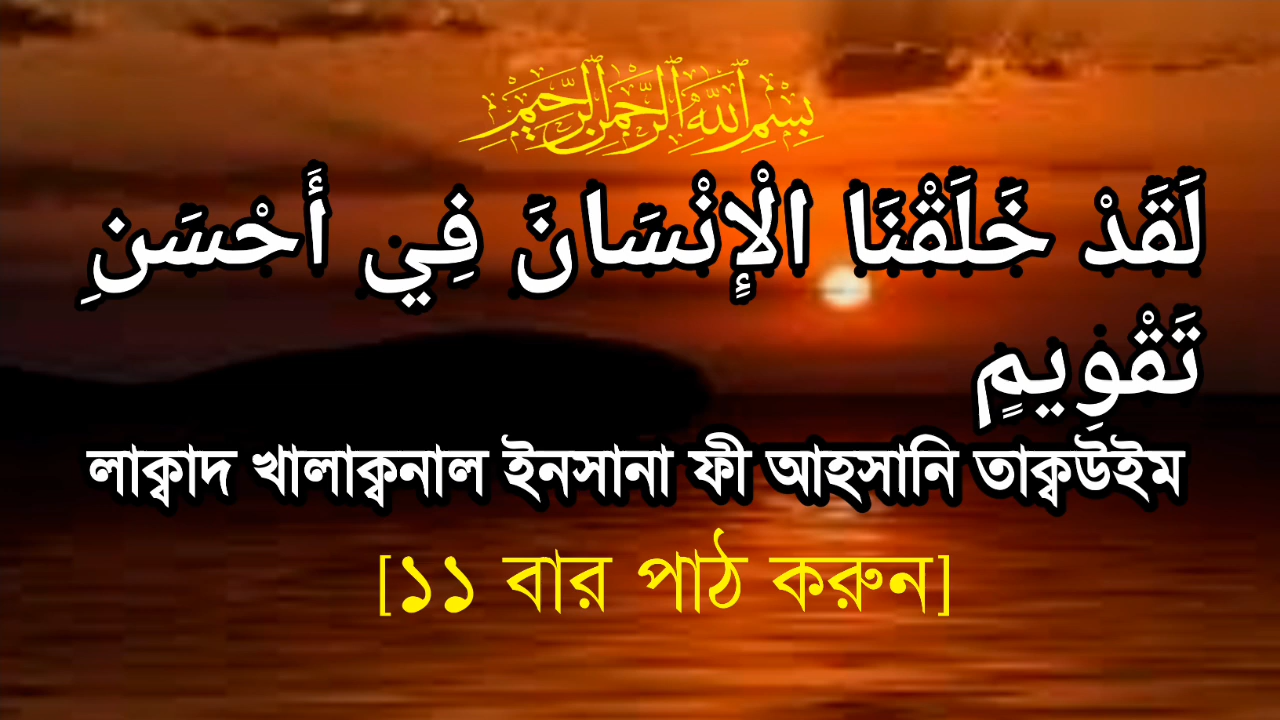 بِسْمِ اللَّهِ الرَّحْمَنِ الرَّحِيمِ
لَقَدْ خَلَقْنَا الْإِنْسَانَ فِي أَحْسَنِ
تَقْوِيمٍ
লাক্বাদ খালাক্বনাল ইনসানা ফী আহসানি তাক্বউইম
[১১ বার পাঠ করুন]